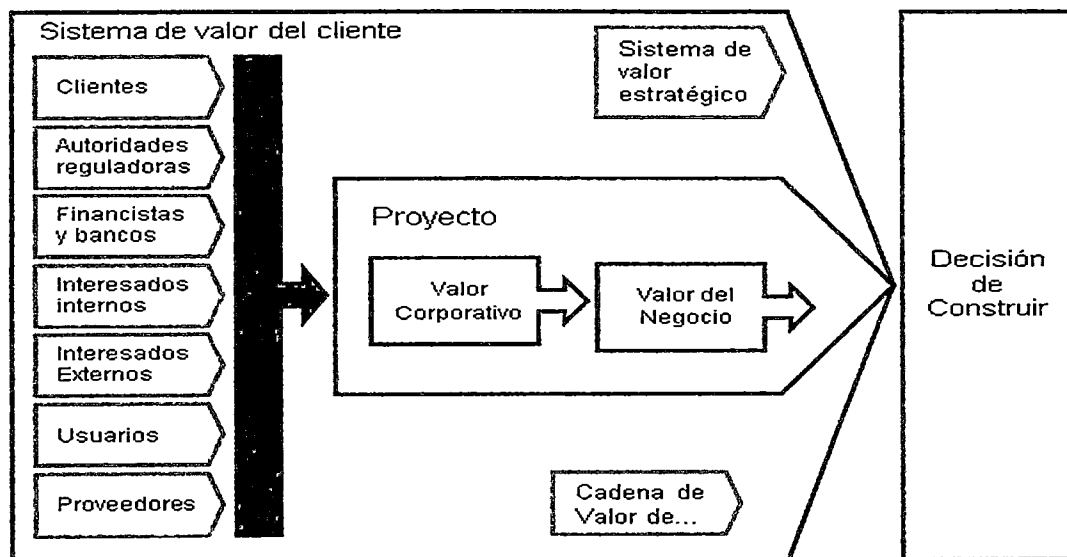 Sistema de valor del cliente
Clientes
Autoridades
reguladoras
Financistas
y bancos
Interesados
internos
Interesados
Externos
Usuarios
Proveedores
Sistema de
valor
estratégico
Proyecto
Valor
Corporativo
Valor del
Negocio
Cadena de
Valor de...
Decisión
de
Construir